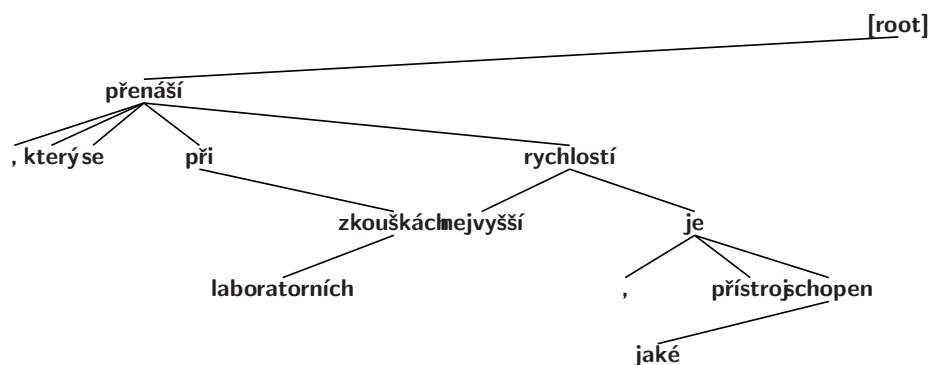 [root]
přenáší
, který se při rychlostí
zkouškách nejvyšší je
laboratorních , přístroj schopen
jaké